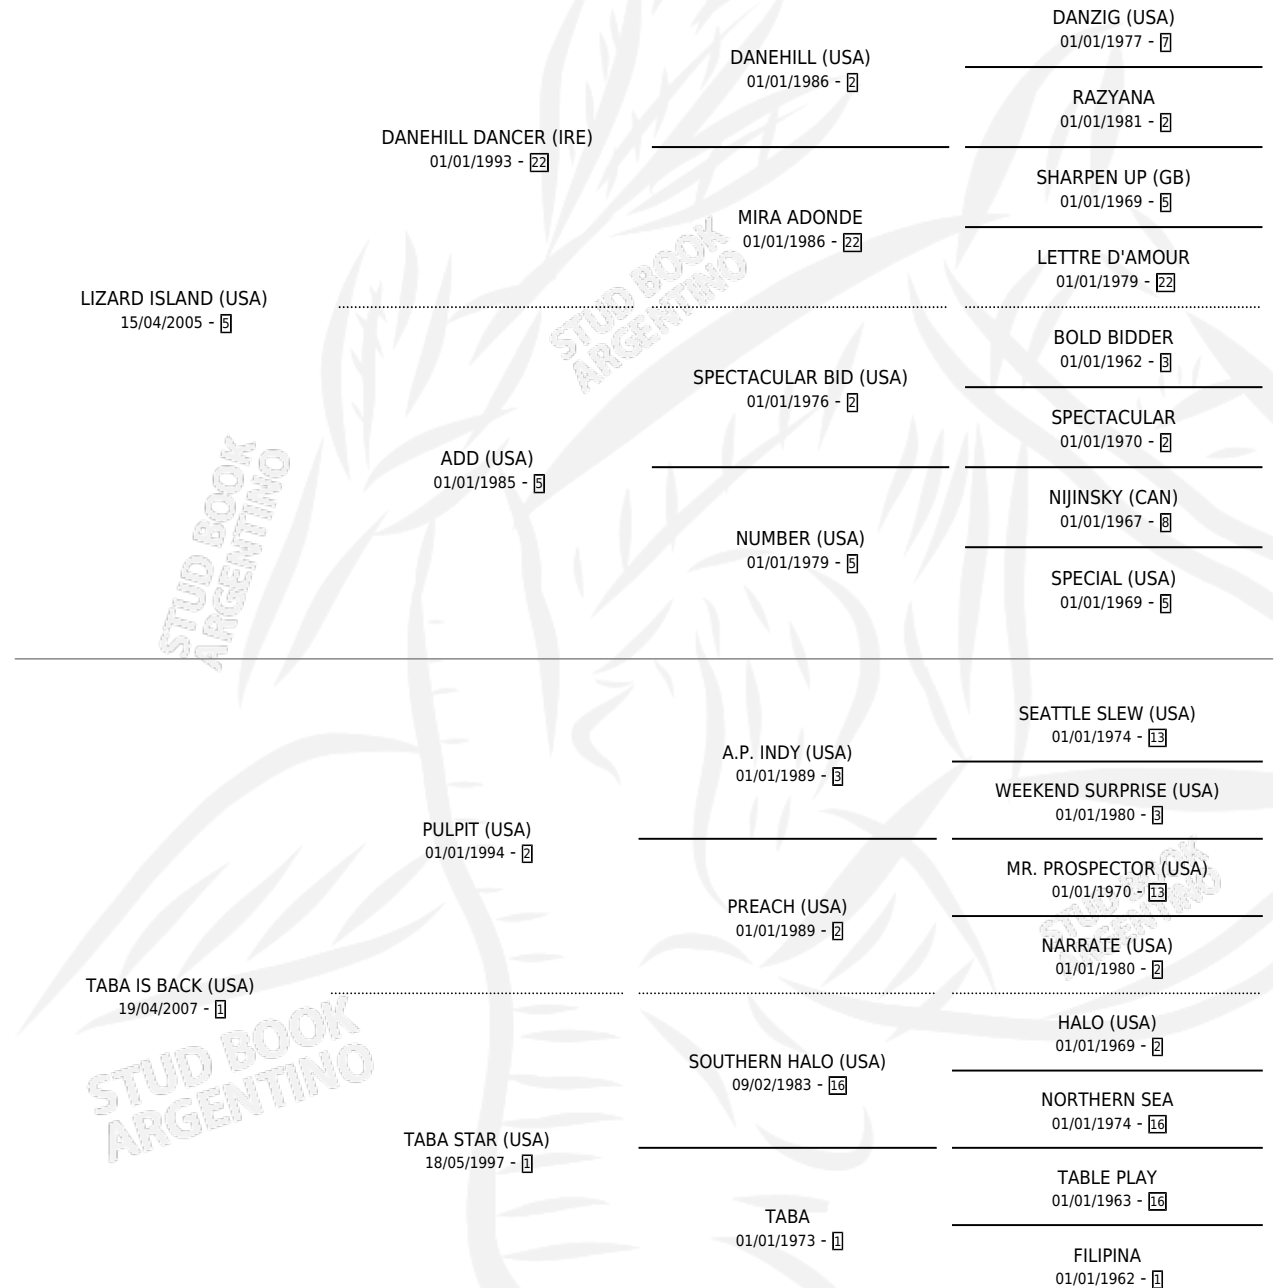 DANZIG (USA)
01/01/1977 - 7
DANEHILL (USA)
01/01/1986 - 2
RAZYANA
01/01/1981 - 2
DANEHILL DANCER (IRE)
01/01/1993 - 22
SHARPEN UP (GB)
01/01/1969 - 5
MIRA ADONDE
01/01/1986 - 22
LETTRE D'AMOUR
01/01/1979 - 22
LIZARD ISLAND (USA)
15/04/2005 - 5
BOLD BIDDER
01/01/1962 - 3
SPECTACULAR BID (USA)
01/01/1976 - 2
SPECTACULAR
01/01/1970 - 2
ADD (USA)
01/01/1985 - 5
NIJINSKY (CAN)
01/01/1967 - 8
NUMBER (USA)
01/01/1979 - 5
SPECIAL (USA)
01/01/1969 - 5
STUD BOOK
ARGENTINO
STUD BOOK
ARGENTINO
SEATTLE SLEW (USA)
01/01/1974 - 13
A.P. INDY (USA)
01/01/1989 - 3
WEEKEND SURPRISE (USA)
01/01/1980 - 3
PULPIT (USA)
01/01/1994 - 2
MR. PROSPECTOR (USA)
01/01/1970 - 13
PREACH (USA)
01/01/1989 - 2
NARRATE (USA)
01/01/1980 - 2
STUD BOOK
ARGENTINO
TABA IS BACK (USA)
19/04/2007 - 1
HALO (USA)
01/01/1969 - 2
SOUTHERN HALO (USA)
09/02/1983 - 16
NORTHERN SEA
01/01/1974 - 16
STUD BOOK
ARGENTINO
TABA STAR (USA)
18/05/1997 - 1
TABLE PLAY
01/01/1963 - 16
TABA
01/01/1973 - 1
FILIPINA
01/01/1962 - 1